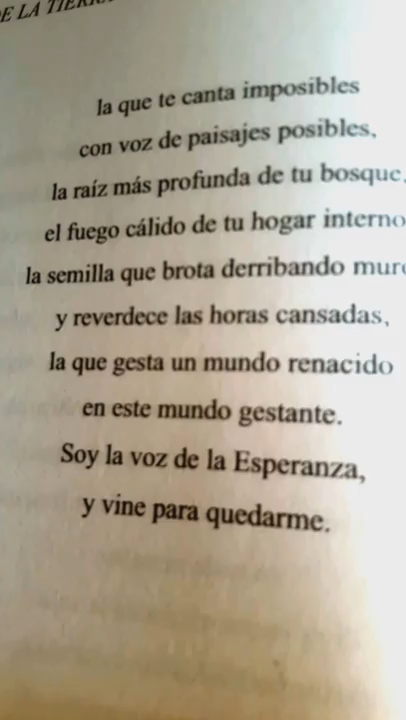 DE LA
la que te canta imposibles
con voz de paisajes posibles,
la raíz más profunda de tu bosque,
el fuego cálido de tu hogar interno
la semilla que brota derribando
y reverdece las horas cansadas,
la que gesta un mundo renacido
en este mundo gestante.
Soy la voz de la Esperanza,
y vine para quedarme.